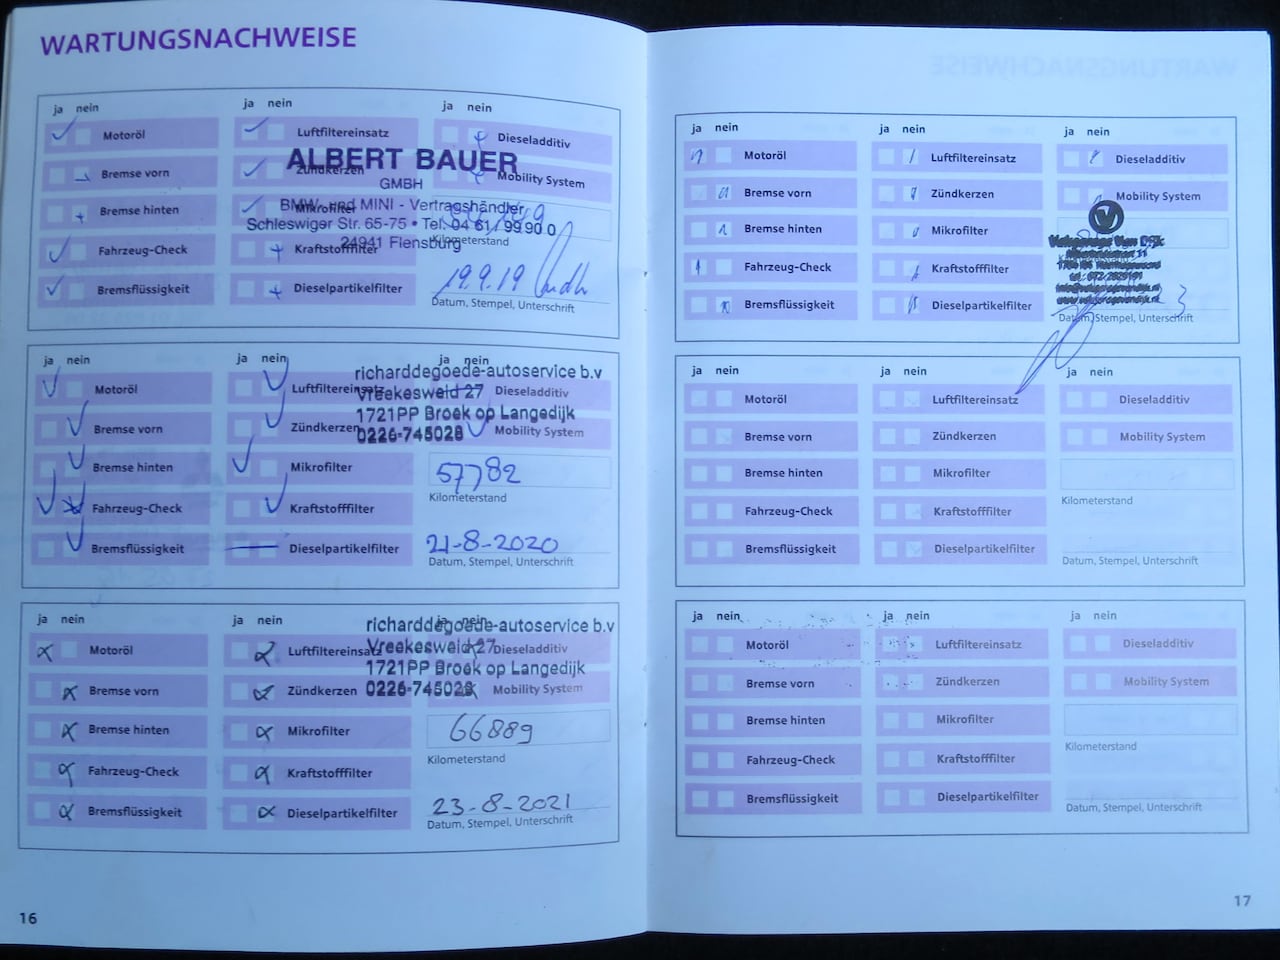 WARTUNGSNACHWEISE
ja nein
Motoröl
Bremse vorn
Bremse hinten
Fahrzeug-Check
Bremsflüssigkeit
ja nein
Luftfiltereinsatz
Zündkerzen
Mikrofilter
Kraftstofffilter
Dieselpartikelfilter
ja nein
Dieseladditiv
Mobility System
ALBERT BAUER
GMBH
BMW- und MINI - Vertragshändler
Schleswiger Str. 65-75 • Tel. 04 61 / 99 90 0
24941 Flensburg
Kilometerstand
19.9.19
Datum, Stempel, Unterschrift
ja nein
Motoröl
Bremse vorn
Bremse hinten
Fahrzeug-Check
Bremsflüssigkeit
ja nein
Luftfiltereinsatz
Zündkerzen
Mikrofilter
Kraftstofffilter
Dieselpartikelfilter
ja nein
Dieseladditiv
Mobility System
richarddegoede-autoservice b.v
Vreekesweid 27
1721PP Broek op Langedijk
0226-745028
57782
Kilometerstand
21-8-2020
Datum, Stempel, Unterschrift
ja nein
Motoröl
Bremse vorn
Bremse hinten
Fahrzeug-Check
Bremsflüssigkeit
ja nein
Luftfiltereinsatz
Zündkerzen
Mikrofilter
Kraftstofffilter
Dieselpartikelfilter
ja nein
Dieseladditiv
Mobility System
richarddegoede-autoservice b.v
Vreekesweid 27
1721PP Broek op Langedijk
0226-745028
66889
Kilometerstand
23-8-2021
Datum, Stempel, Unterschrift
16
ja nein
Motoröl
Bremse vorn
Bremse hinten
Fahrzeug-Check
Bremsflüssigkeit
ja nein
Luftfiltereinsatz
Zündkerzen
Mikrofilter
Kraftstofffilter
Dieselpartikelfilter
ja nein
Dieseladditiv
Mobility System
Datum, Stempel, Unterschrift
ja nein
Motoröl
Bremse vorn
Bremse hinten
Fahrzeug-Check
Bremsflüssigkeit
ja nein
Luftfiltereinsatz
Zündkerzen
Mikrofilter
Kraftstofffilter
Dieselpartikelfilter
ja nein
Dieseladditiv
Mobility System
Kilometerstand
Datum, Stempel, Unterschrift
ja nein
Motoröl
Bremse vorn
Bremse hinten
Fahrzeug-Check
Bremsflüssigkeit
ja nein
Luftfiltereinsatz
Zündkerzen
Mikrofilter
Kraftstofffilter
Dieselpartikelfilter
ja nein
Dieseladditiv
Mobility System
Kilometerstand
Datum, Stempel, Unterschrift
17